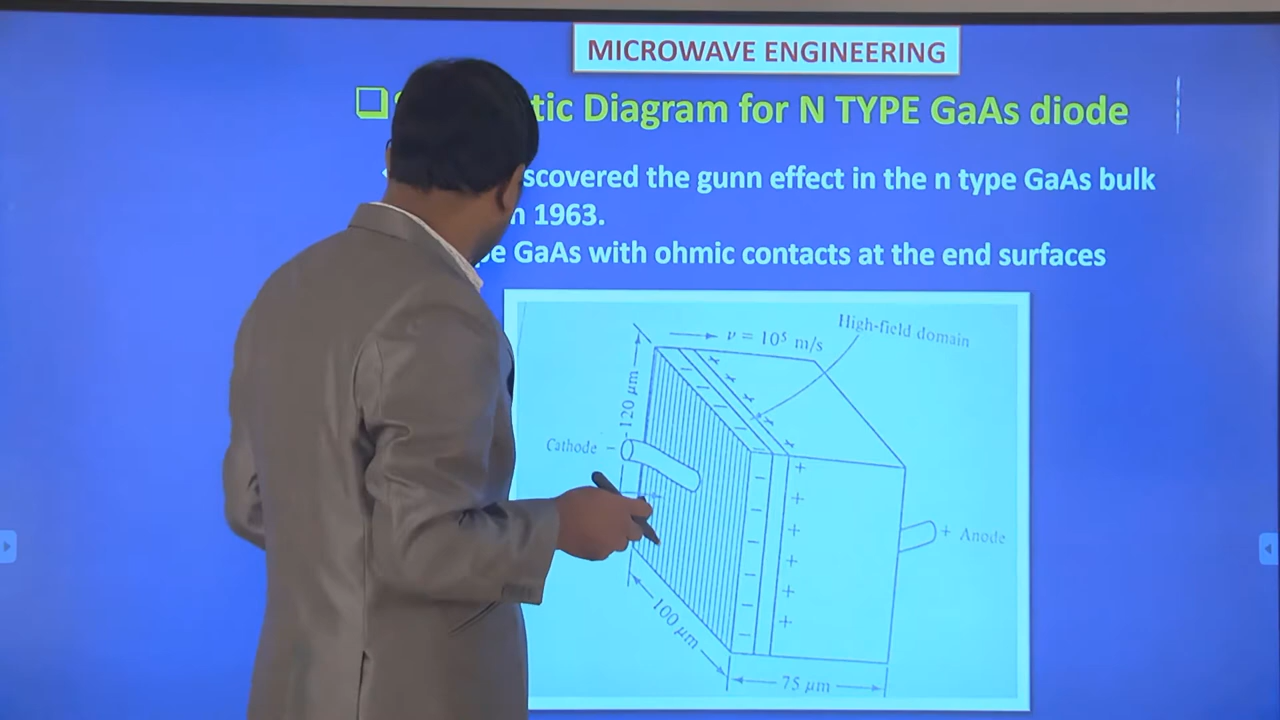 MICROWAVE ENGINEERING
tic Diagram for N TYPE GaAs diode
scovered the gunn effect in the n type GaAs bulk
n 1963.
pe GaAs with ohmic contacts at the end surfaces
High-field domain
ν = 10⁵ m/s
120 μm
Cathode –
+ Anode
100 μm
75 μm